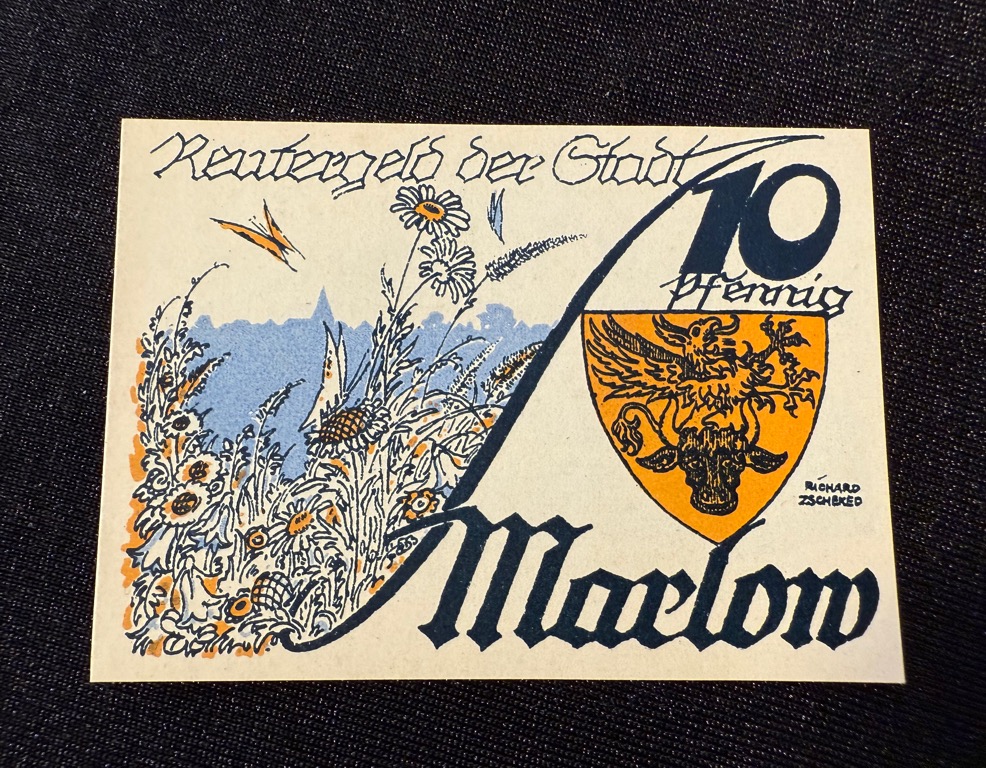 Reutergeld der Stadt
10
Pfennig
RICHARD
ZSCHEKED
Marlow